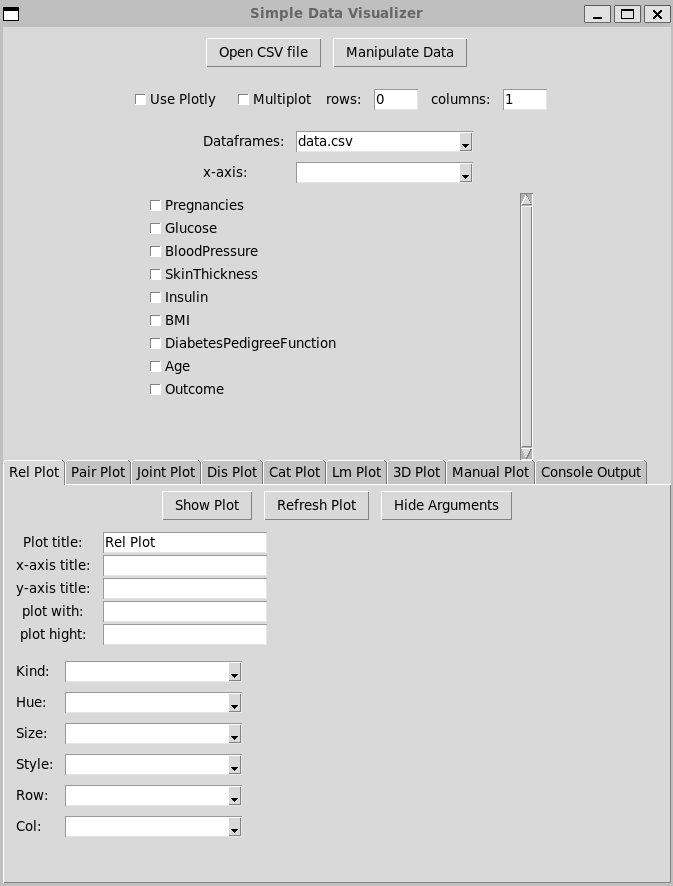 Simple Data Visualizer
Open CSV file Manipulate Data
Use Plotly Multiplot rows: 0 columns: 1
Dataframes: data.csv
x-axis:
Pregnancies
Glucose
BloodPressure
SkinThickness
Insulin
BMI
DiabetesPedigreeFunction
Age
Outcome
Rel Plot Pair Plot Joint Plot Dis Plot Cat Plot Lm Plot 3D Plot Manual Plot Console Output
Show Plot Refresh Plot Hide Arguments
Plot title: Rel Plot
x-axis title:
y-axis title:
plot with:
plot hight:
Kind:
Hue:
Size:
Style:
Row:
Col: